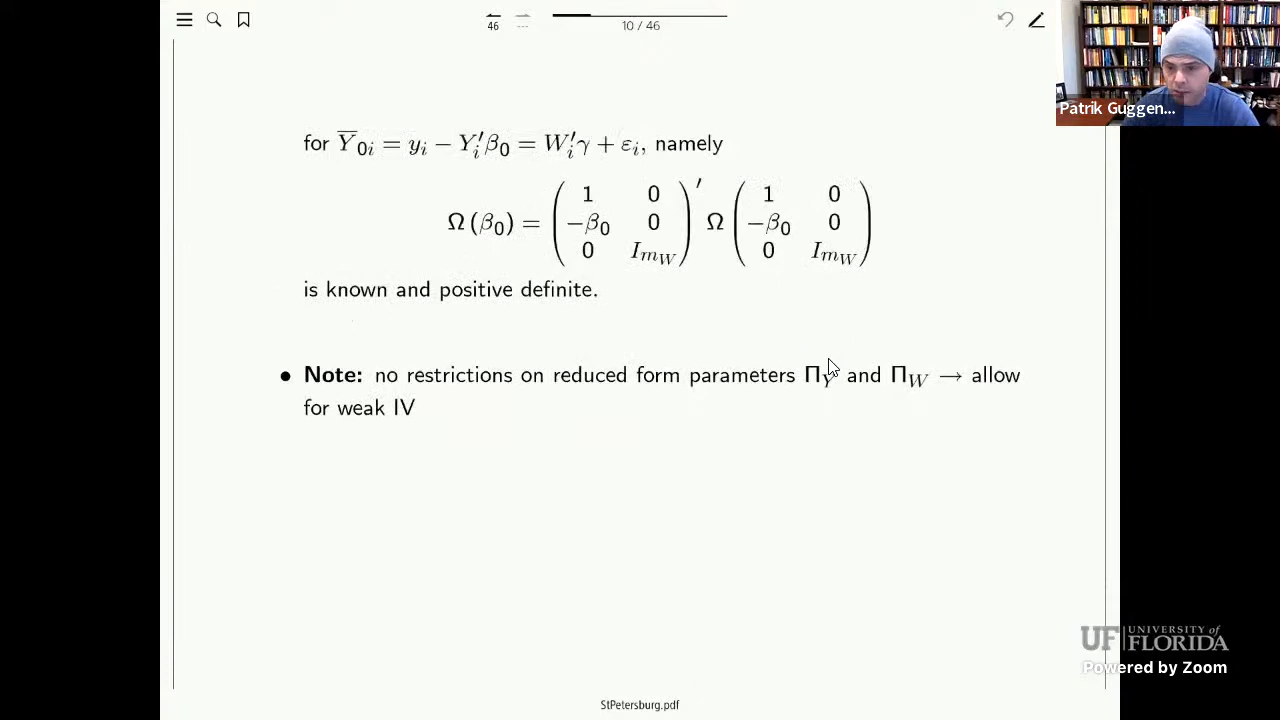 46
---
10 / 46
Patrik Guggen...
for $\overline{Y}_{0i} = y_i - Y_i'\beta_0 = W_i'\gamma + \varepsilon_i$, namely
$\Omega(\beta_0) = \begin{pmatrix} 1 & 0 \\ -\beta_0 & 0 \\ 0 & I_{m_W} \end{pmatrix}' \Omega \begin{pmatrix} 1 & 0 \\ -\beta_0 & 0 \\ 0 & I_{m_W} \end{pmatrix}$
is known and positive definite.
• Note: no restrictions on reduced form parameters $\Pi_Y$ and $\Pi_W$ → allow
for weak IV
UF UNIVERSITY of FLORIDA
Powered by Zoom
StPetersburg.pdf